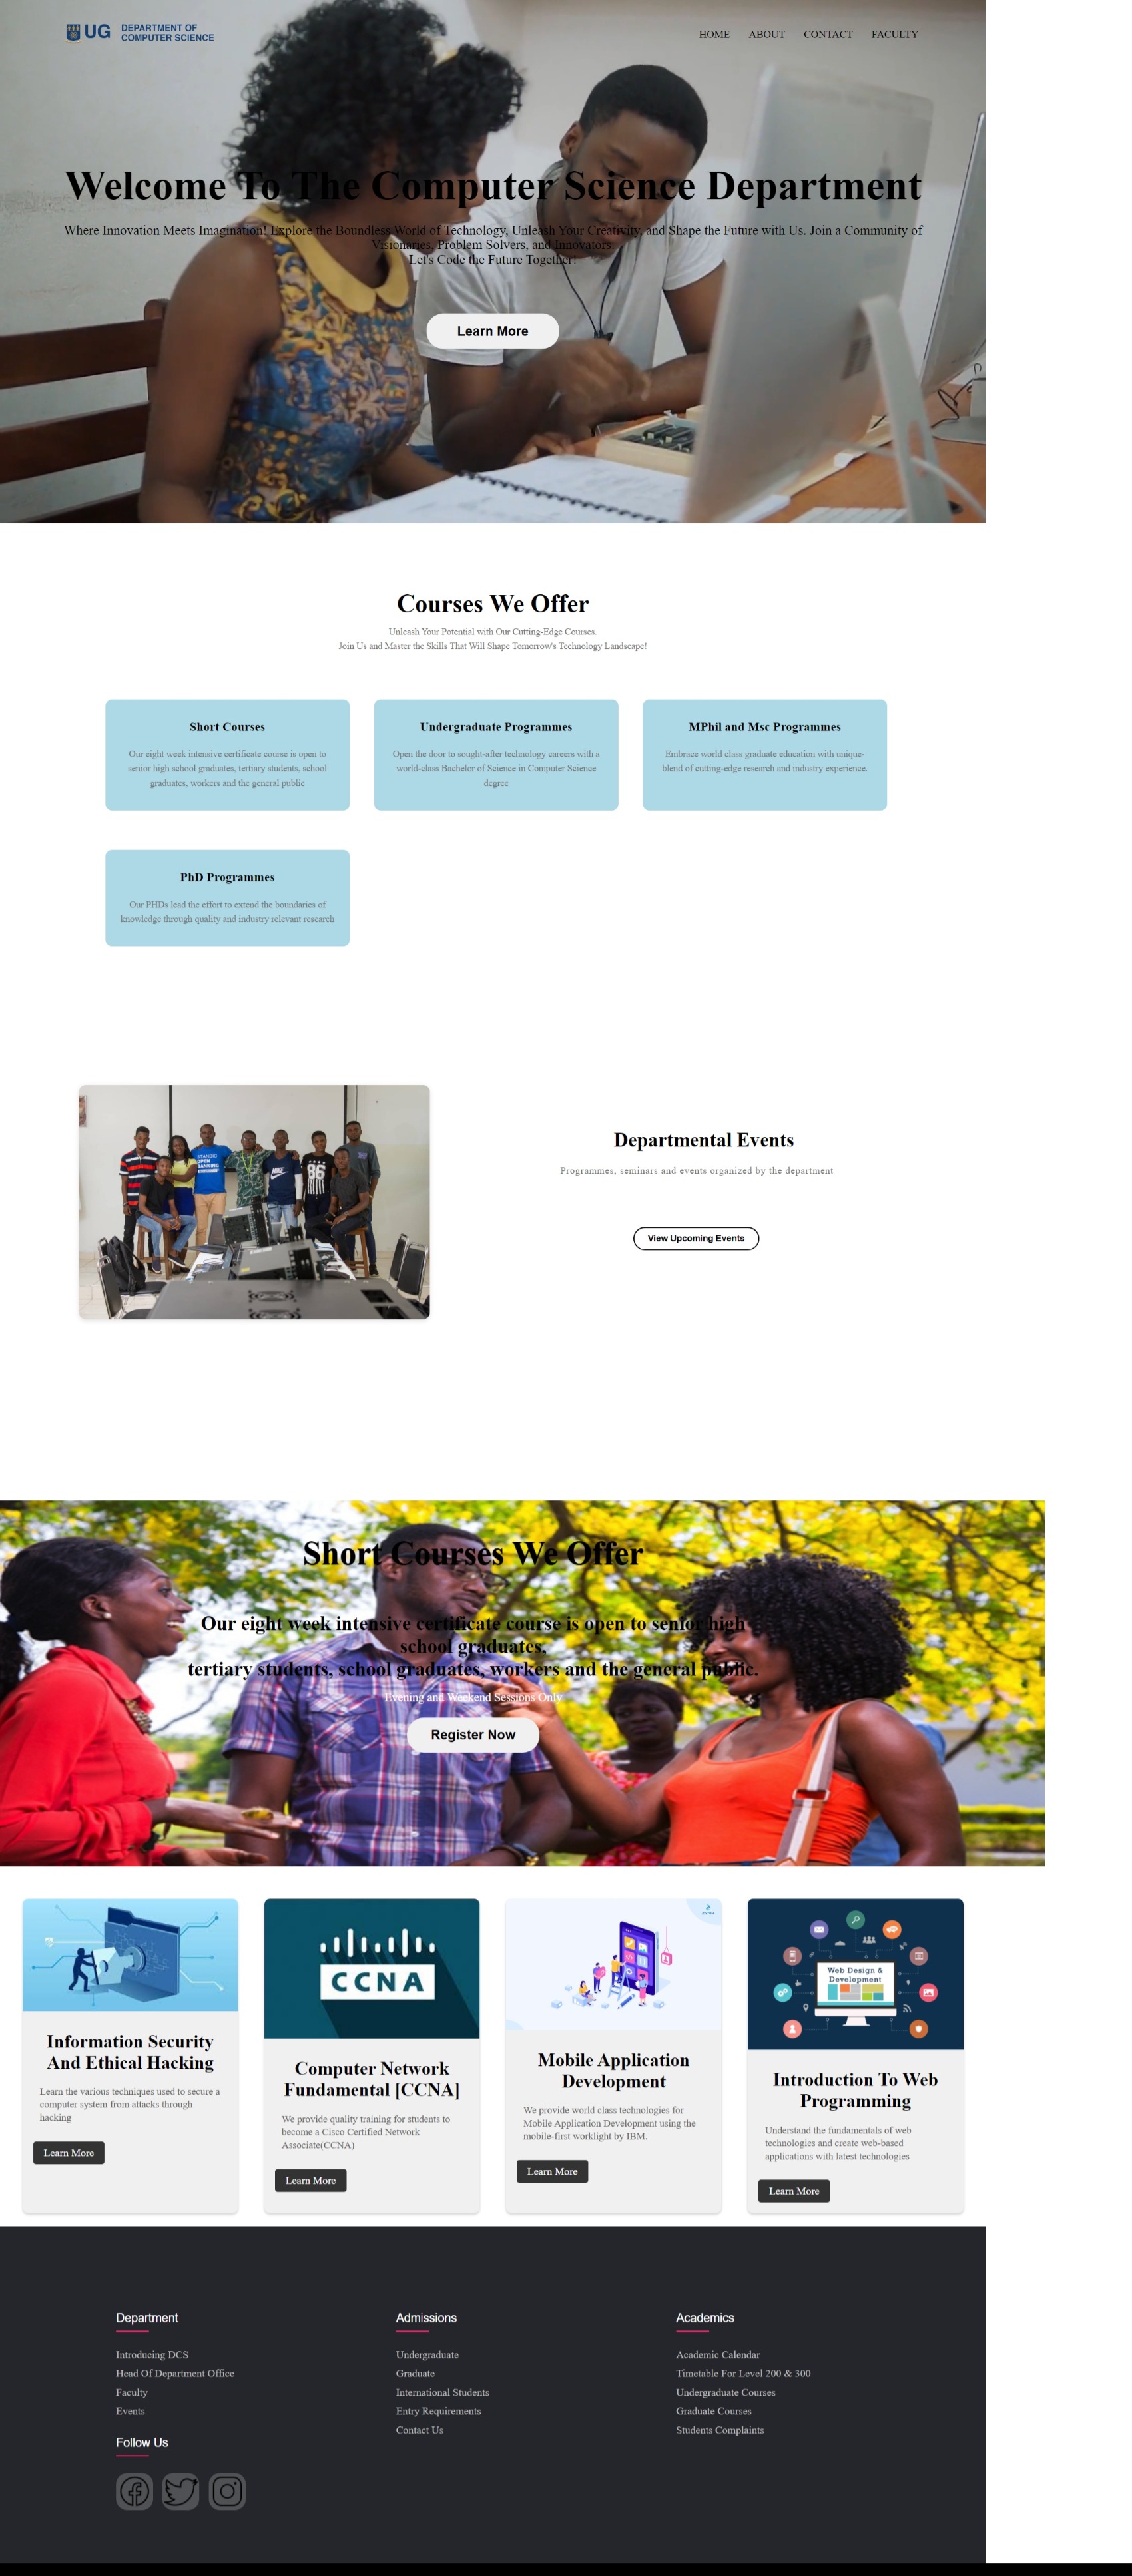 UG DEPARTMENT OF
COMPUTER SCIENCE
HOME ABOUT CONTACT FACULTY
Welcome To The Computer Science Department
Where Innovation Meets Imagination! Explore the Boundless World of Technology, Unleash Your Creativity, and Shape the Future with Us. Join a Community of
Visionaries, Problem Solvers, and Innovators.
Let's Code the Future Together!
Learn More
Courses We Offer
Unleash Your Potential with Our Cutting-Edge Courses.
Join Us and Master the Skills That Will Shape Tomorrow's Technology Landscape!
Short Courses
Our eight week intensive certificate course is open to
senior high school graduates, tertiary students, school
graduates, workers and the general public
Undergraduate Programmes
Open the door to sought-after technology careers with a
world-class Bachelor of Science in Computer Science
degree
MPhil and Msc Programmes
Embrace world class graduate education with unique-
blend of cutting-edge research and industry experience.
PhD Programmes
Our PHDs lead the effort to extend the boundaries of
knowledge through quality and industry relevant research
STANBIC
OPEN
BANKING
NIKE
86
Departmental Events
Programmes, seminars and events organized by the department
View Upcoming Events
Short Courses We Offer
Our eight week intensive certificate course is open to senior high
school graduates,
tertiary students, school graduates, workers and the general public.
Evening and Weekend Sessions Only
Register Now
Information Security
And Ethical Hacking
Learn the various techniques used to secure a
computer system from attacks through
hacking
Learn More
CCNA
Computer Network
Fundamental [CCNA]
We provide quality training for students to
become a Cisco Certified Network
Associate(CCNA)
Learn More
Mobile Application
Development
We provide world class technologies for
Mobile Application Development using the
mobile-first worklight by IBM.
Learn More
Web Design &
Development
Introduction To Web
Programming
Understand the fundamentals of web
technologies and create web-based
applications with latest technologies
Learn More
Department
Introducing DCS
Head Of Department Office
Faculty
Events
Follow Us
Admissions
Undergraduate
Graduate
International Students
Entry Requirements
Contact Us
Academics
Academic Calendar
Timetable For Level 200 & 300
Undergraduate Courses
Graduate Courses
Students Complaints